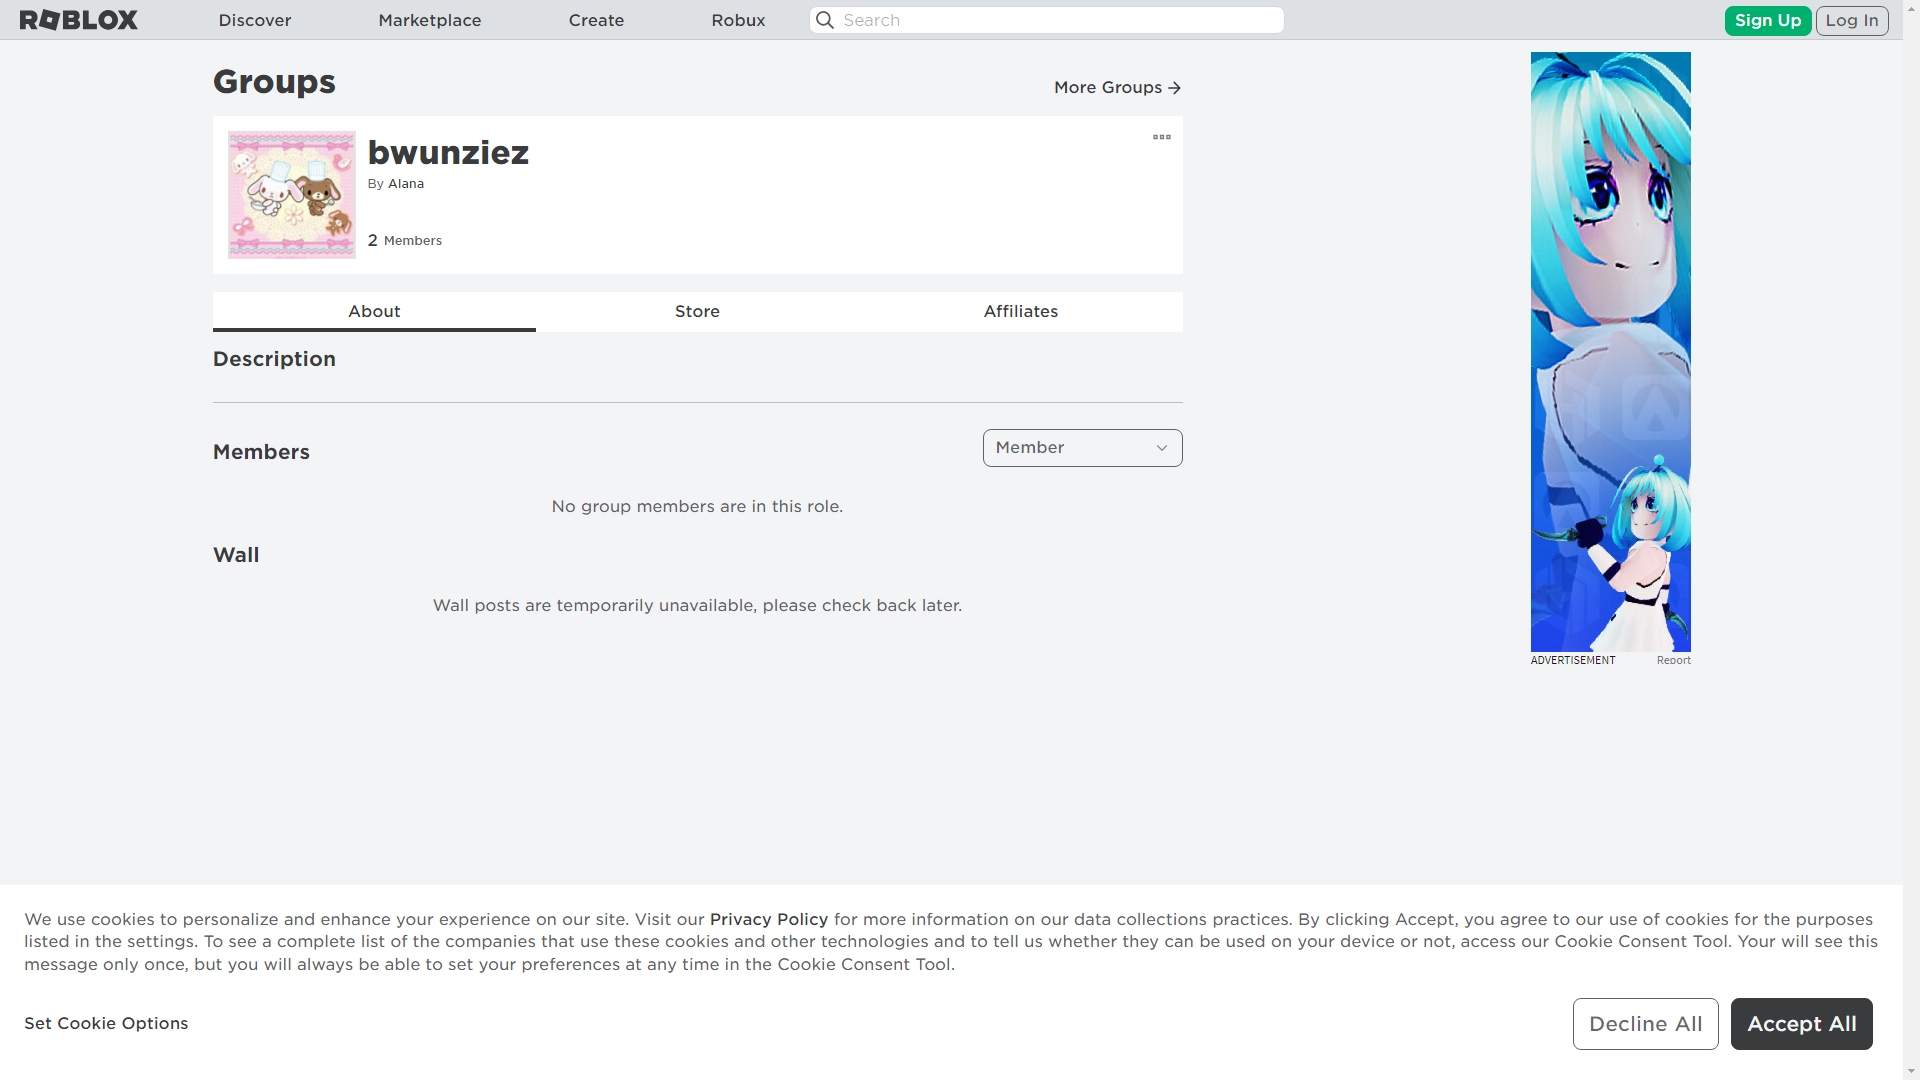 ROBLOX
Discover
Marketplace
Create
Robux
Search
Sign Up
Log In
Groups
More Groups
bwunziez
By Alana
2 Members
About
Store
Affiliates
Description
Members
Member
No group members are in this role.
Wall
Wall posts are temporarily unavailable, please check back later.
ADVERTISEMENT
Report
We use cookies to personalize and enhance your experience on our site. Visit our Privacy Policy for more information on our data collections practices. By clicking Accept, you agree to our use of cookies for the purposes
listed in the settings. To see a complete list of the companies that use these cookies and other technologies and to tell us whether they can be used on your device or not, access our Cookie Consent Tool. Your will see this
message only once, but you will always be able to set your preferences at any time in the Cookie Consent Tool.
Set Cookie Options
Decline All
Accept All